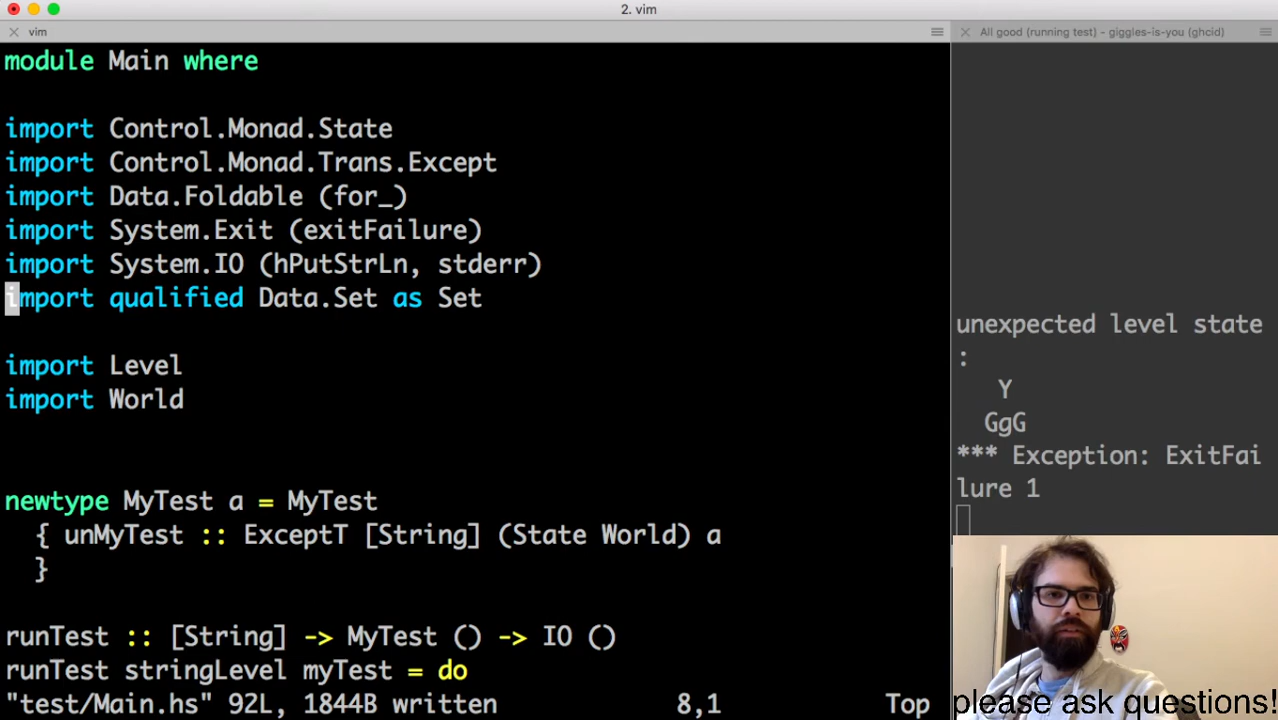 2. vim
vim
All good (running test) - giggles-is-you (ghcid)
module Main where
import Control.Monad.State
import Control.Monad.Trans.Except
import Data.Foldable (for_)
import System.Exit (exitFailure)
import System.IO (hPutStrLn, stderr)
import qualified Data.Set as Set
import Level
import World
newtype MyTest a = MyTest
{ unMyTest :: ExceptT [String] (State World) a
}
runTest :: [String] -> MyTest () -> IO ()
runTest stringLevel myTest = do
"test/Main.hs" 92L, 1844B written 8,1 Top
unexpected level state
:
Y
GgG
*** Exception: ExitFai
lure 1
please ask questions!